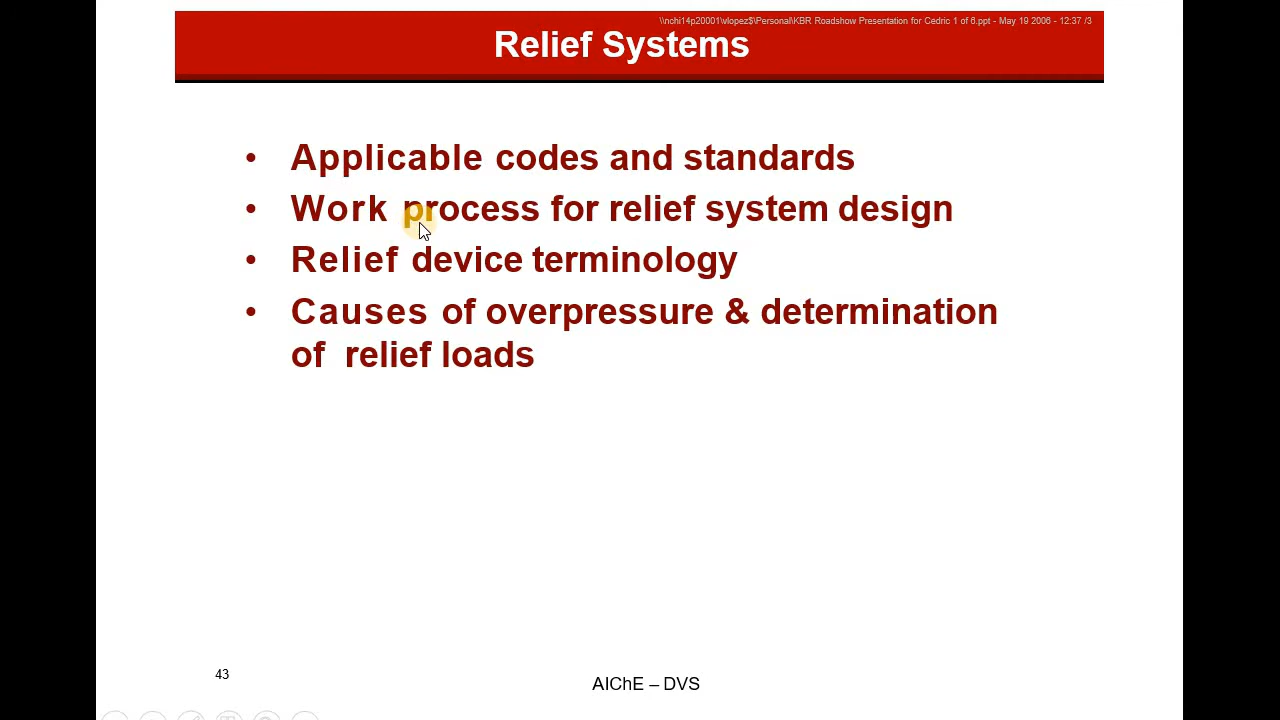 \\nchi14p20001\vlopez$\Personal\KBR Roadshow Presentation for Cedric 1 of 6.ppt - May 19 2006 - 12:37 /3
Relief Systems
• Applicable codes and standards
• Work process for relief system design
• Relief device terminology
• Causes of overpressure & determination
of relief loads
43
AIChE – DVS